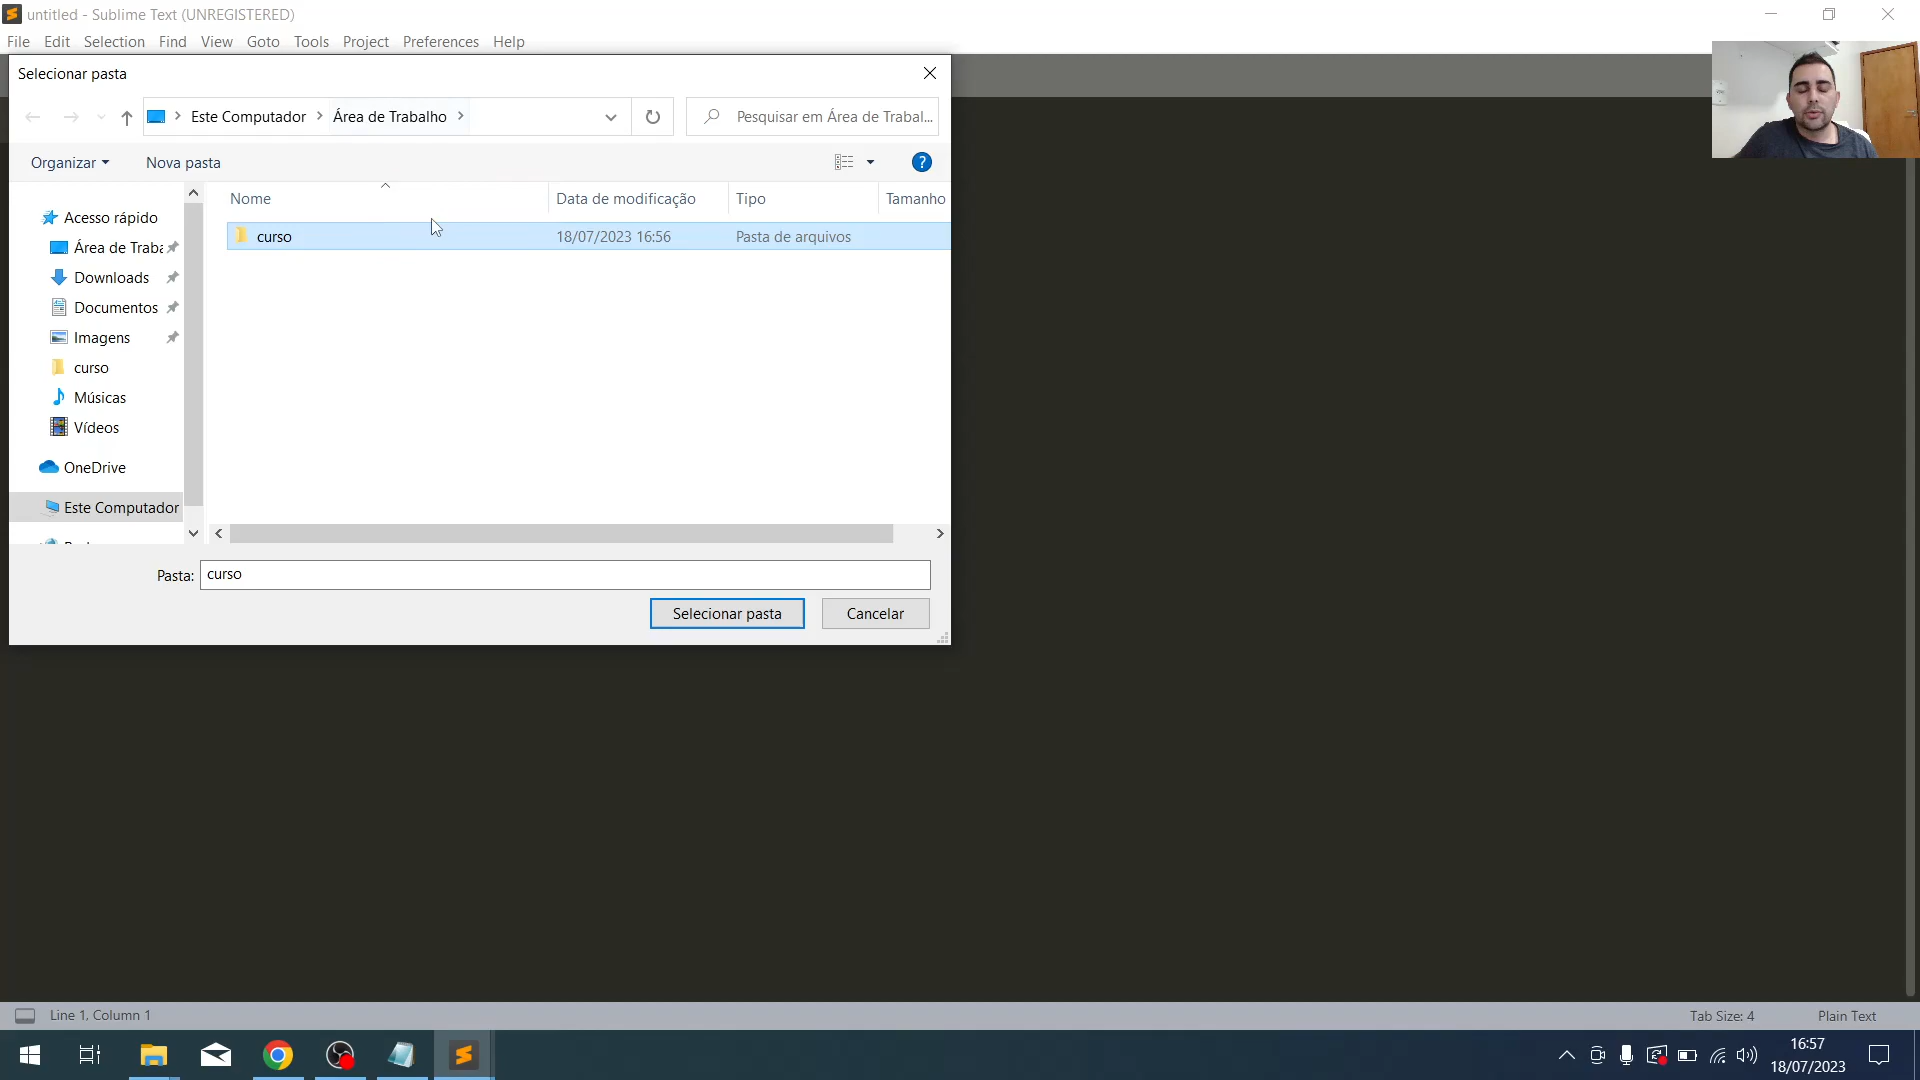 untitled - Sublime Text (UNREGISTERED)
File Edit Selection Find View Goto Tools Project Preferences Help
Selecionar pasta
Este Computador Área de Trabalho
Pesquisar em Área de Trabal...
Organizar Nova pasta
Nome Data de modificação Tipo Tamanho
curso 18/07/2023 16:56 Pasta de arquivos
Acesso rápido
Área de Traba
Downloads
Documentos
Imagens
curso
Músicas
Vídeos
OneDrive
Este Computador
Pasta: curso
Selecionar pasta Cancelar
Line 1, Column 1
Tab Size: 4 Plain Text
16:57
18/07/2023